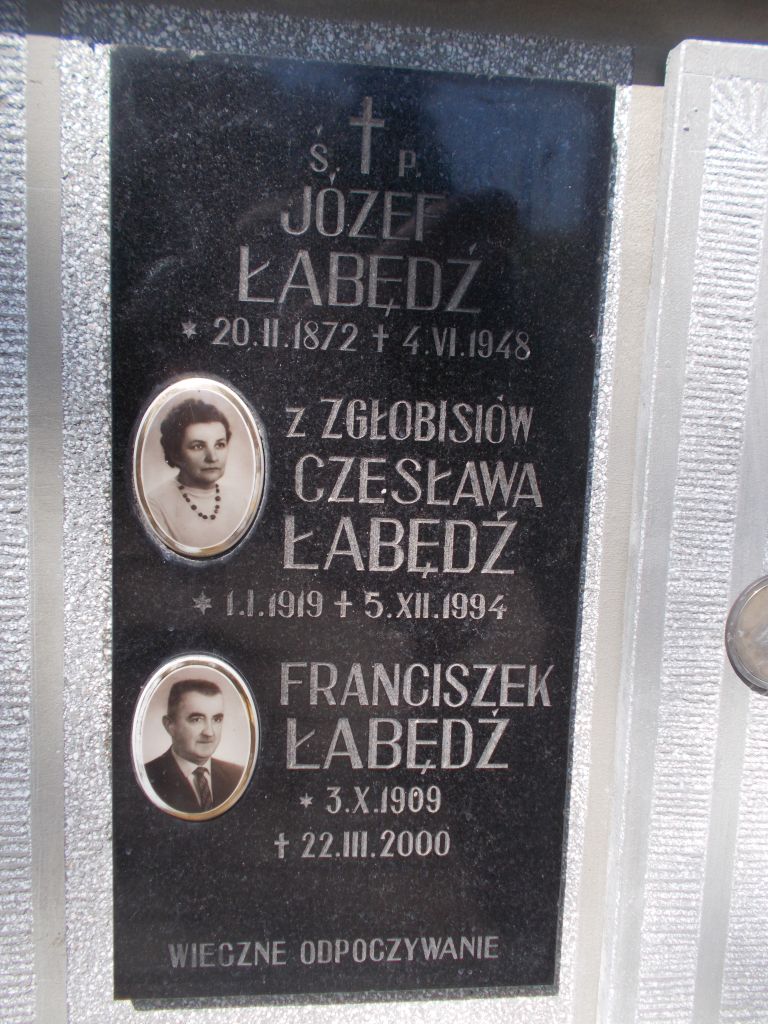 Ś. P.
JÓZEF
ŁABĘDŹ
* 20.II.1872 + 4.VI.1948
z ZGŁOBISIÓW
CZESŁAWA
ŁABĘDŹ
* 1.I.1919 + 5.XII.1994
FRANCISZEK
ŁABĘDŹ
* 3.X.1909
+ 22.III.2000
WIECZNE ODPOCZYWANIE